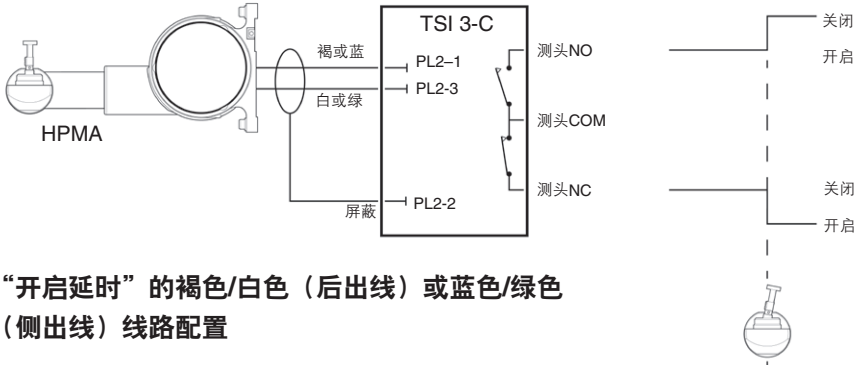 TSI 3-C
关闭
褐或蓝
测头NO
PL2–1
开启
PL2-3
白或绿
测头COM
HPMA
测头NC
关闭
屏蔽
PL2-2
开启
“开启延时”的褐色/白色（后出线）或蓝色/绿色
（侧出线）线路配置